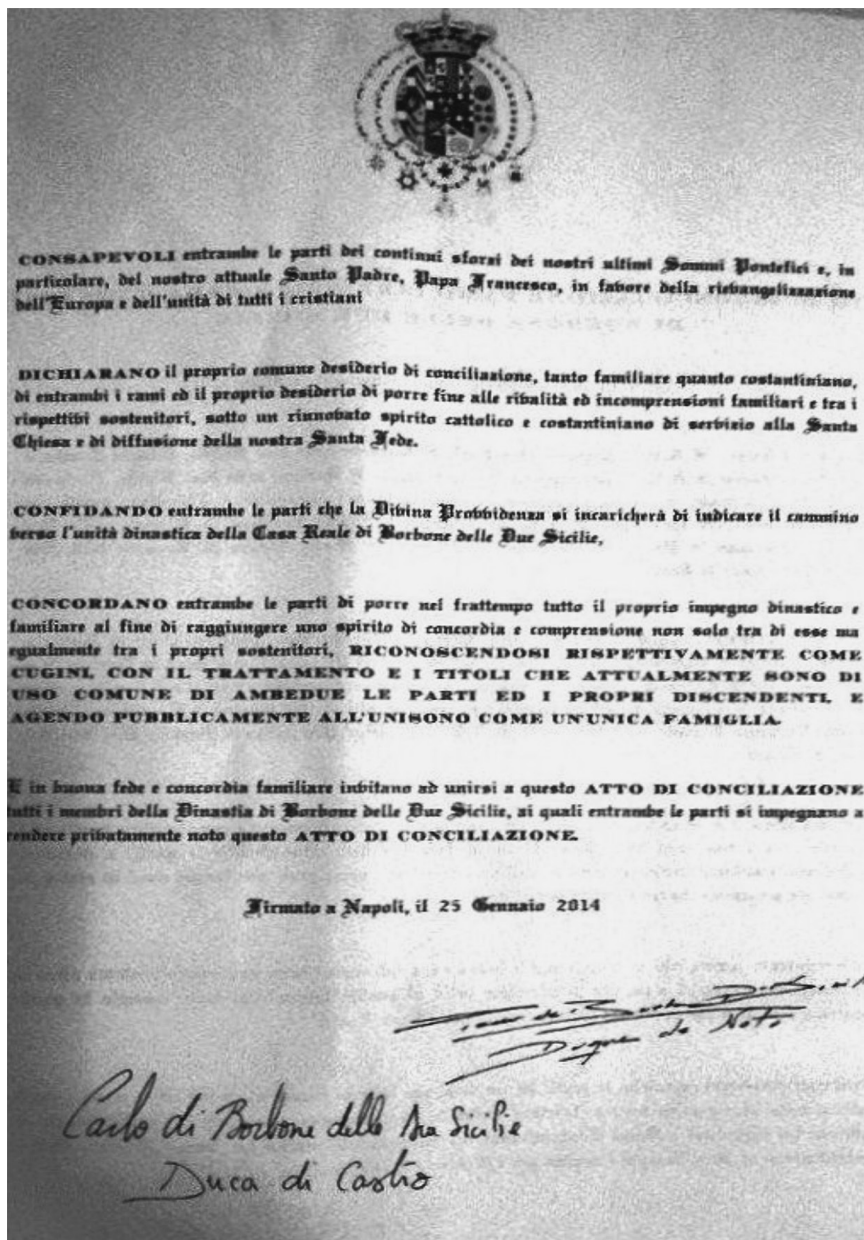 CONSAPEVOLI entrambe le parti dei continui sforzi dei nostri ultimi Sommi Pontefici e, in
particolare, del nostro attuale Santo Padre, Papa Francesco, in favore della rievangelizzazione
dell'Europa e dell'unità di tutti i cristiani
DICHIARANO il proprio comune desiderio di conciliazione, tanto familiare quanto costantiniano,
di entrambi i rami ed il proprio desiderio di porre fine alle rivalità ed incomprensioni familiari e tra i
rispettivi sostenitori, sotto un rinnovato spirito cattolico e costantiniano di servizio alla Santa
Chiesa e di diffusione della nostra Santa Fede.
CONFIDANDO entrambe le parti che la Divina Provvidenza si incaricherà di indicare il cammino
verso l'unità dinastica della Casa Reale di Borbone delle Due Sicilie,
CONCORDANO entrambe le parti di porre nel frattempo tutto il proprio impegno dinastico e
familiare al fine di raggiungere uno spirito di concordia e comprensione non solo tra di esse ma
egualmente tra i propri sostenitori, RICONOSCENDOSI RISPETTIVAMENTE COME
CUGINI, CON IL TRATTAMENTO E I TITOLI CHE ATTUALMENTE SONO DI
USO COMUNE DI AMBEDUE LE PARTI ED I PROPRI DISCENDENTI, E
AGENDO PUBBLICAMENTE ALL'UNISONO COME UN'UNICA FAMIGLIA.
E in buona fede e concordia familiare invitano ad unirsi a questo ATTO DI CONCILIAZIONE
tutti i membri della Dinastia di Borbone delle Due Sicilie, ai quali entrambe le parti si impegnano a
rendere privatamente noto questo ATTO DI CONCILIAZIONE.
Firmato a Napoli, il 25 Gennaio 2014
de Borbon Dos
Duque de Noto
Carlo di Borbone delle Due Sicilie
Duca di Castro